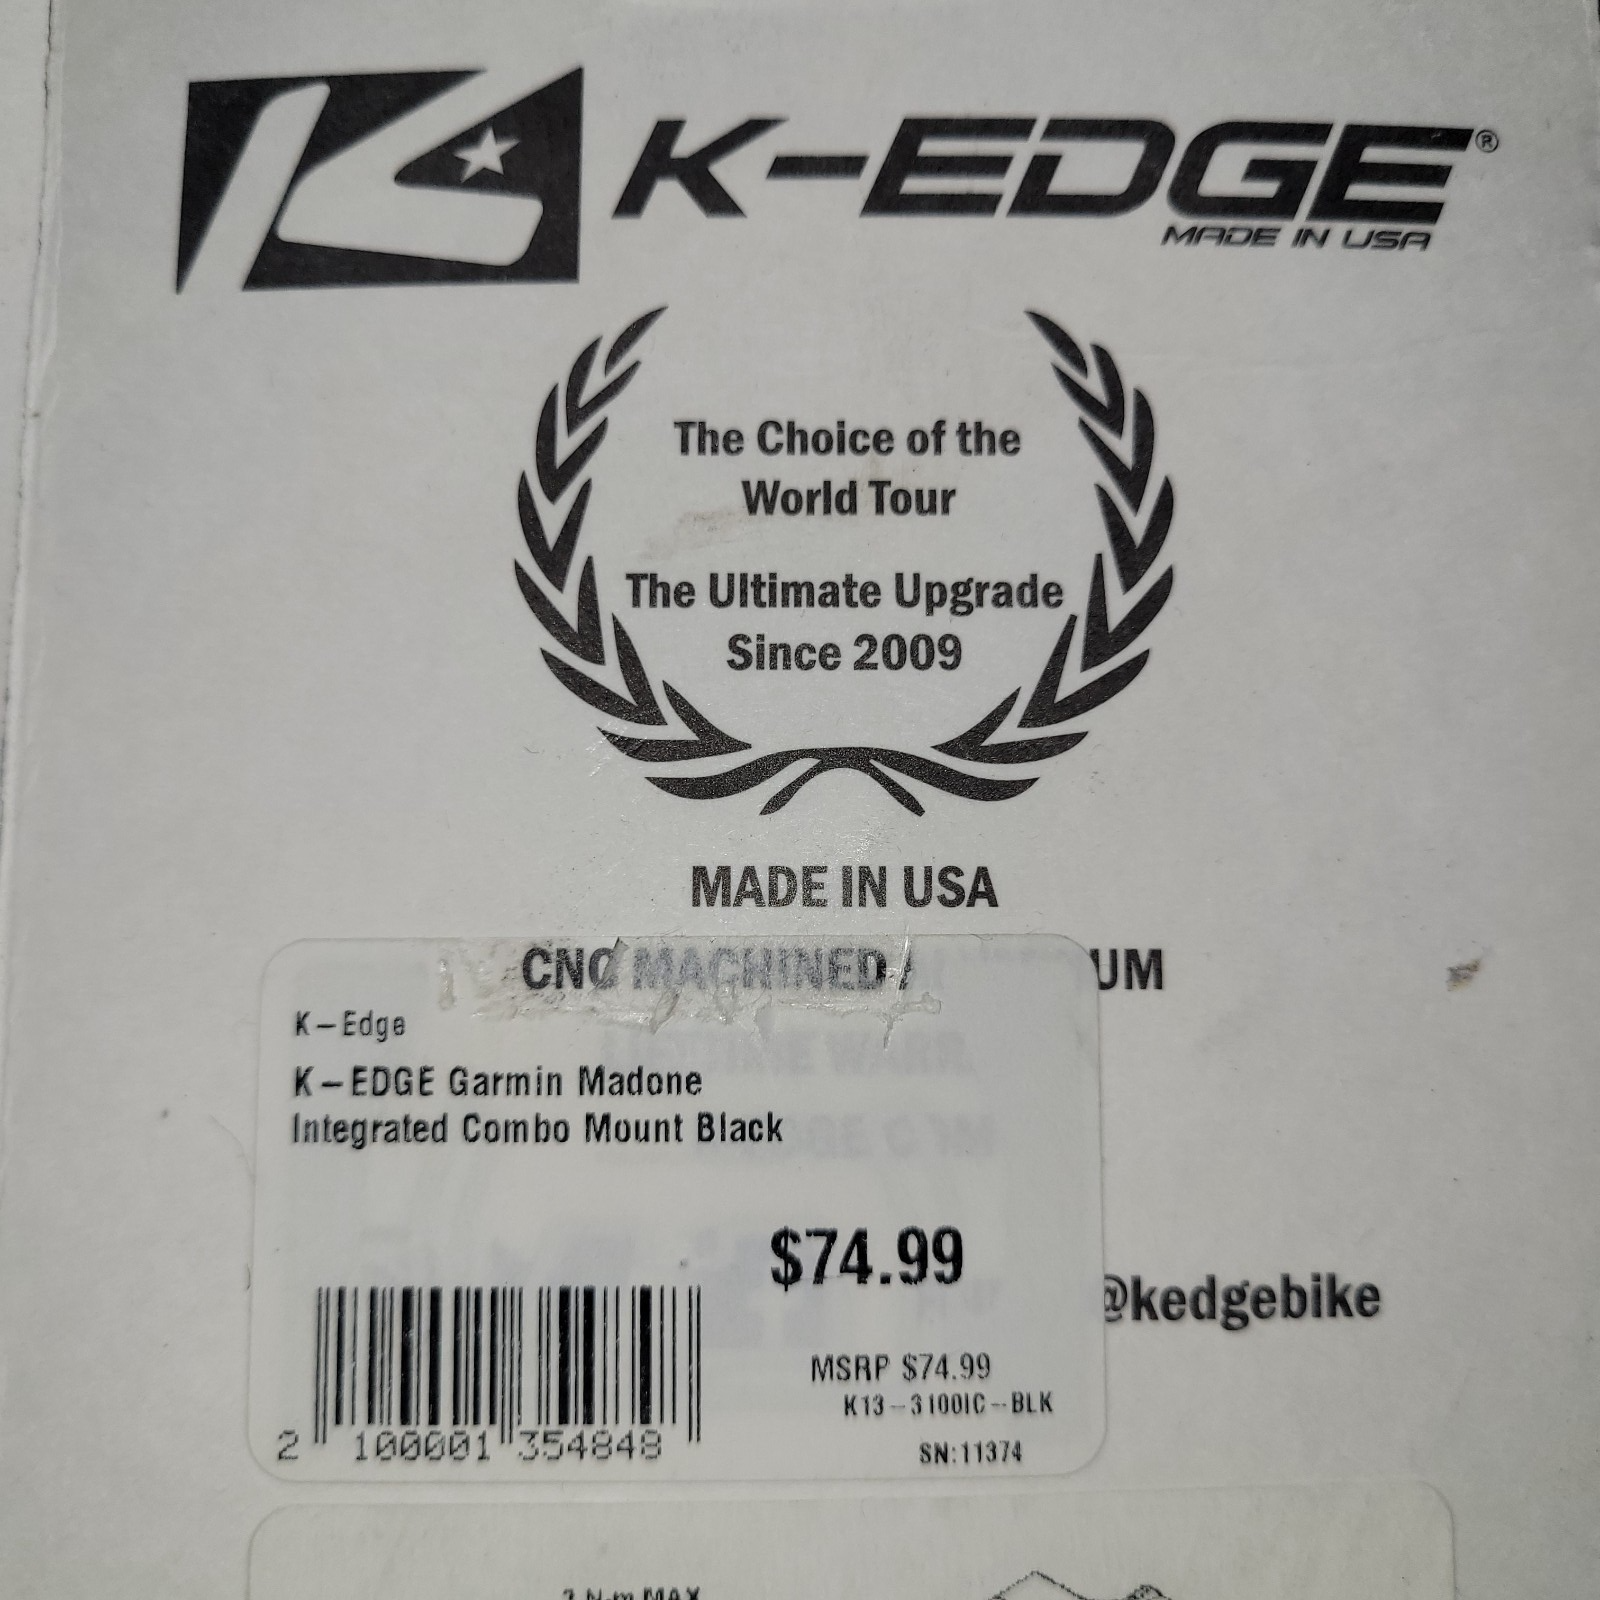 K-EDGE®
MADE IN USA
The Choice of the
World Tour
The Ultimate Upgrade
Since 2009
MADE IN USA
CNC MACHINED UM
K-Edge
K-EDGE Garmin Madone
Integrated Combo Mount Black
$74.99
@kedgebike
MSRP $74.99
K13-3100IC-BLK
2 100001 354848
SN:11374
2 N-m MAX